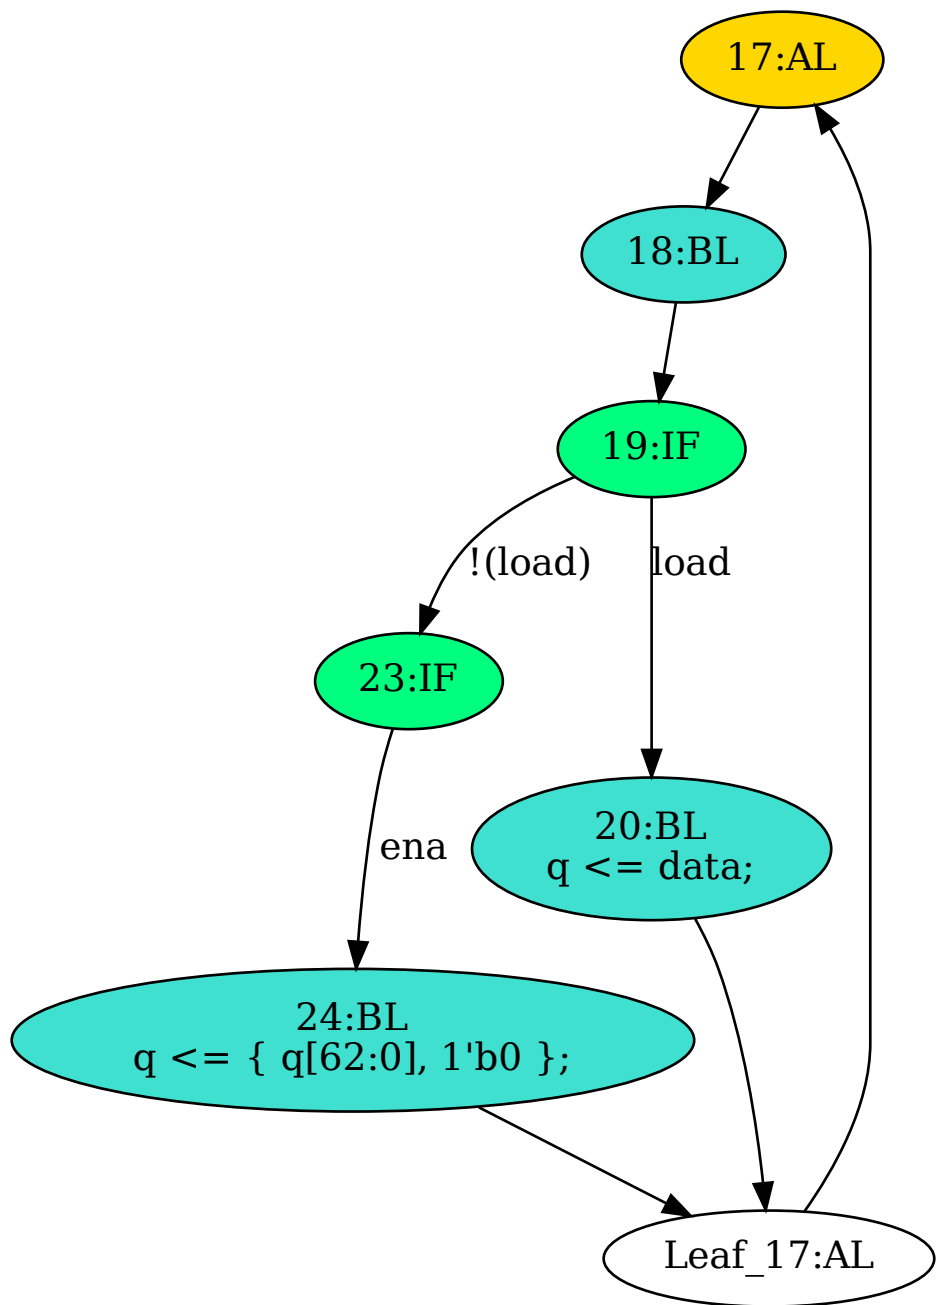 17:AL
18:BL
19:IF
!(load)
load
23:IF
20:BL
q <= data;
ena
24:BL
q <= { q[62:0], 1'b0 };
Leaf_17:AL